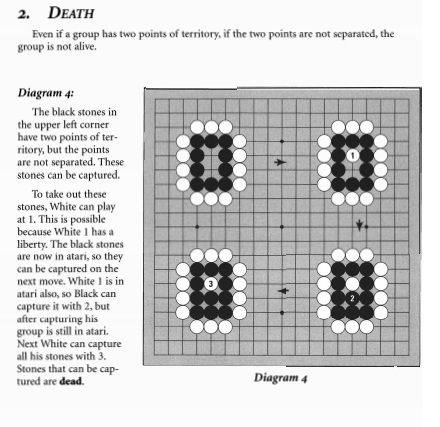 2. DEATH
Even if a group has two points of territory, if the two points are not separated, the
group is not alive.
Diagram 4:
The black stones in
the upper left corner
have two points of ter-
ritory, but the points
are not separated. These
stones can be captured.
To take out these
stones, White can play
at 1. This is possible
because White 1 has a
liberty. The black stones
are now in atari, so they
can be captured on the
next move. White 1 is in
atari also, so Black can
capture it with 2, but
after capturing his
group is still in atari.
Next White can capture
all his stones with 3.
Stones that can be cap-
tured are dead.
1
3
2
Diagram 4